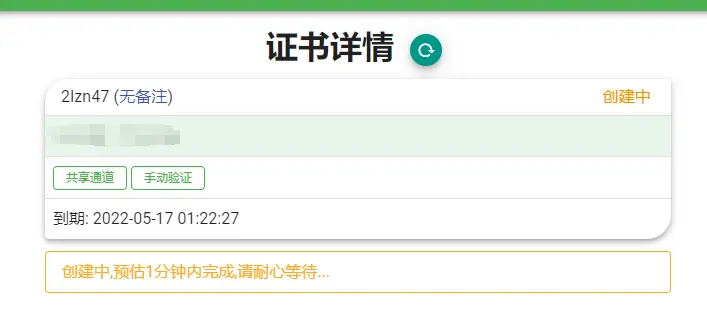 证书详情
2lzn47 (无备注) 创建中
共享通道 手动验证
到期: 2022-05-17 01:22:27
创建中,预估1分钟内完成,请耐心等待...